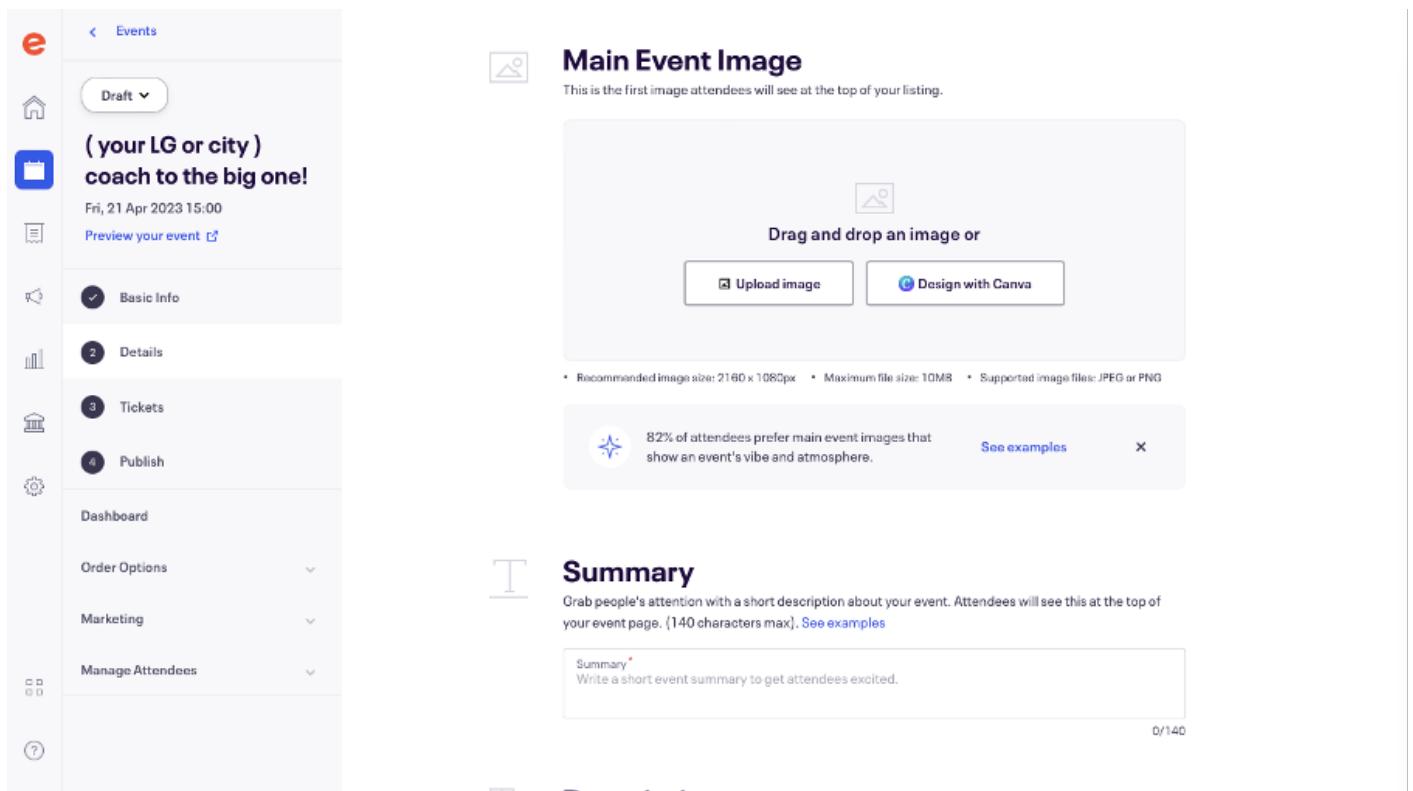 Events
Draft
( your LG or city )
coach to the big one!
Fri, 21 Apr 2023 15:00
Preview your event
Basic Info
2 Details
3 Tickets
4 Publish
Dashboard
Order Options
Marketing
Manage Attendees
Main Event Image
This is the first image attendees will see at the top of your listing.
Drag and drop an image or
Upload image
Design with Canva
• Recommended image size: 2160 x 1080px • Maximum file size: 10MB • Supported image files: JPEG or PNG
82% of attendees prefer main event images that
show an event's vibe and atmosphere.
See examples
Summary
Grab people's attention with a short description about your event. Attendees will see this at the top of
your event page. (140 characters max). See examples
Summary*
Write a short event summary to get attendees excited.
0/140